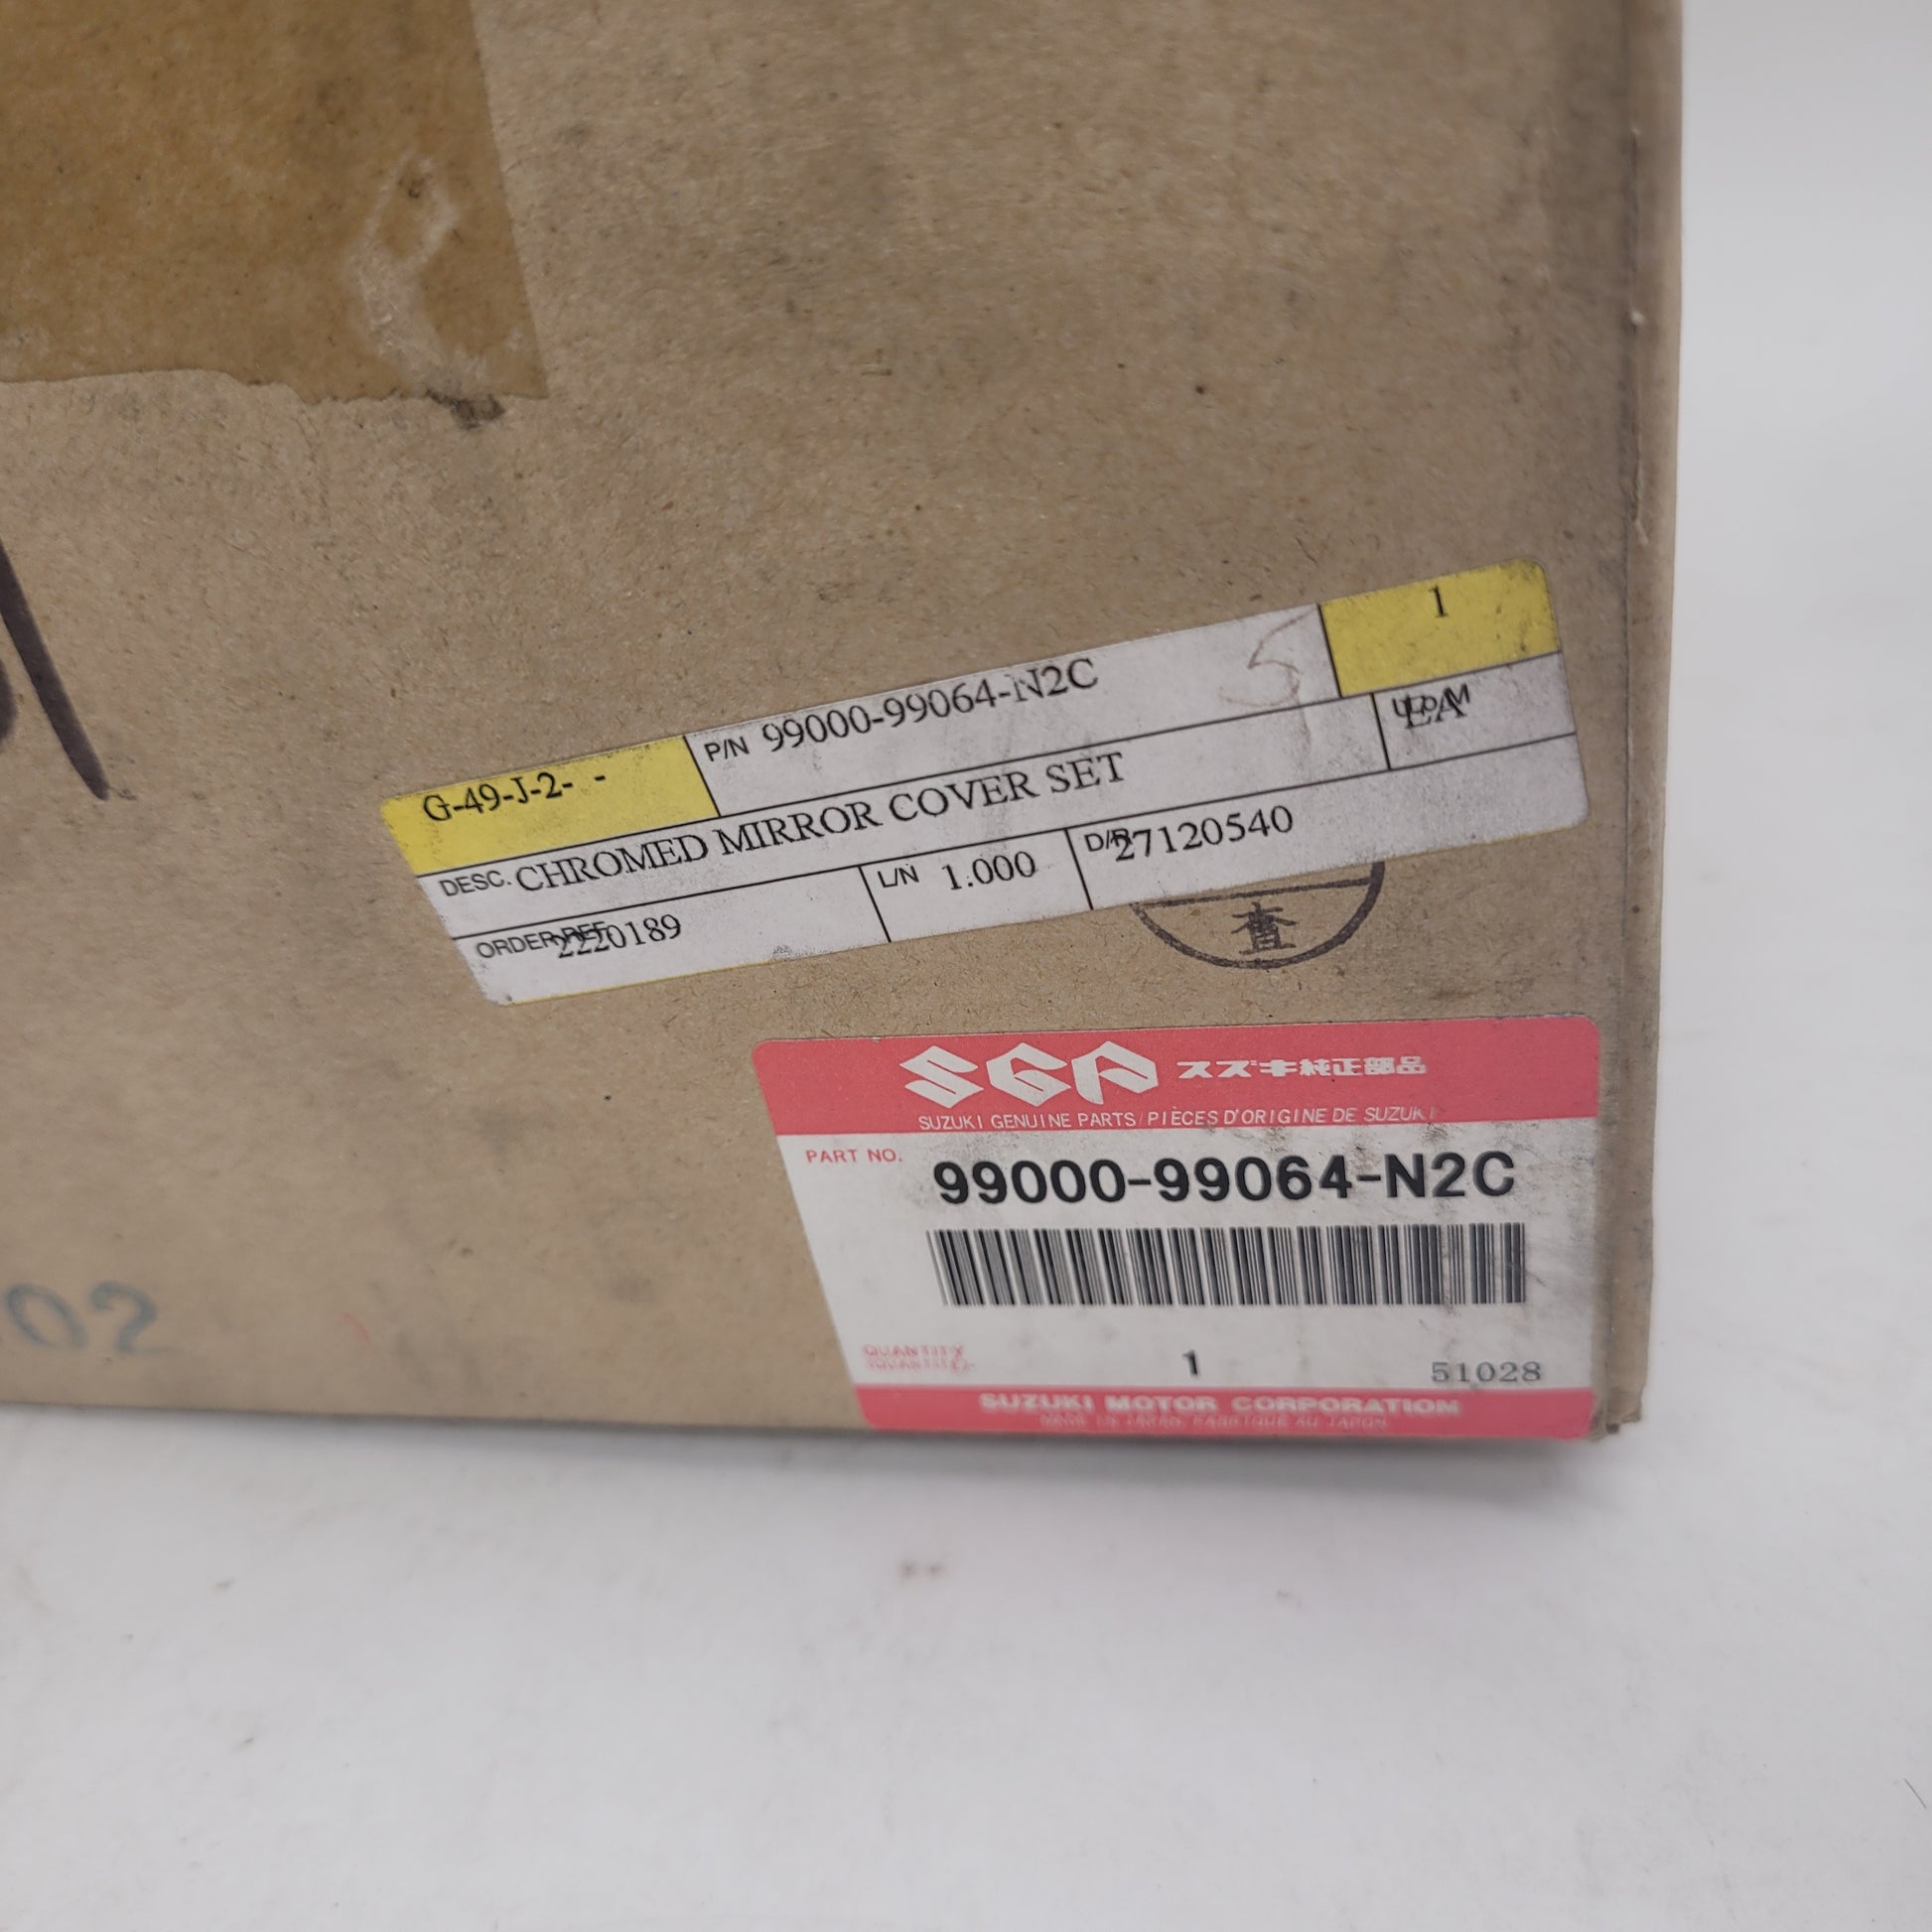 G-49-J-2- -
P/N 99000-99064-N2C
1
DESC. CHROMED MIRROR COVER SET
EA
ORDER REF 2220189
L/N 1.000
27120540
査
SGP スズキ純正部品
SUZUKI GENUINE PARTS/PIÈCES D'ORIGINE DE SUZUKI
PART NO. 99000-99064-N2C
QUANTITY
1
51028
SUZUKI MOTOR CORPORATION
MADE IN JAPAN FABRIQUÉ AU JAPON
02